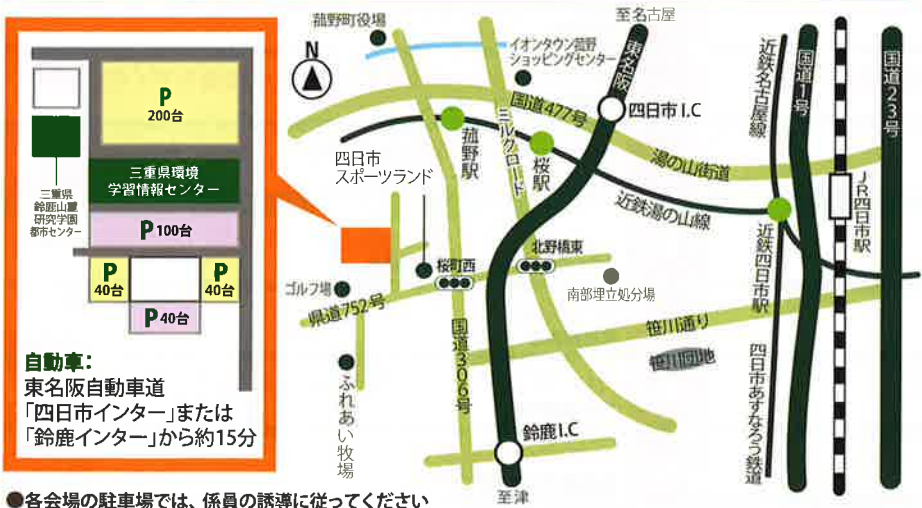 P
200台
三重県環境
学習情報センター
三重県
鈴鹿山麓
研究学園
都市センター
P 100台
P
40台
P
40台
P 40台
自動車：
東名阪自動車道
「四日市インター」または
「鈴鹿インター」から約15分
菰野町役場
至名古屋
N
イオンタウン菰野
ショッピングセンター
東名阪
国道477号
四日市I.C
ミルクロード
菰野駅
桜駅
四日市
スポーツランド
湯の山街道
近鉄湯の山線
近鉄名古屋線
国道1号
国道23号
JR四日市駅
近鉄四日市駅
北野橋東
桜町西
南部埋立処分場
ゴルフ場
県道752号
国道306号
笹川通り
笹川団地
ふれあい牧場
四日市あすなろう鉄道
鈴鹿I.C
至津
●各会場の駐車場では、係員の誘導に従ってください